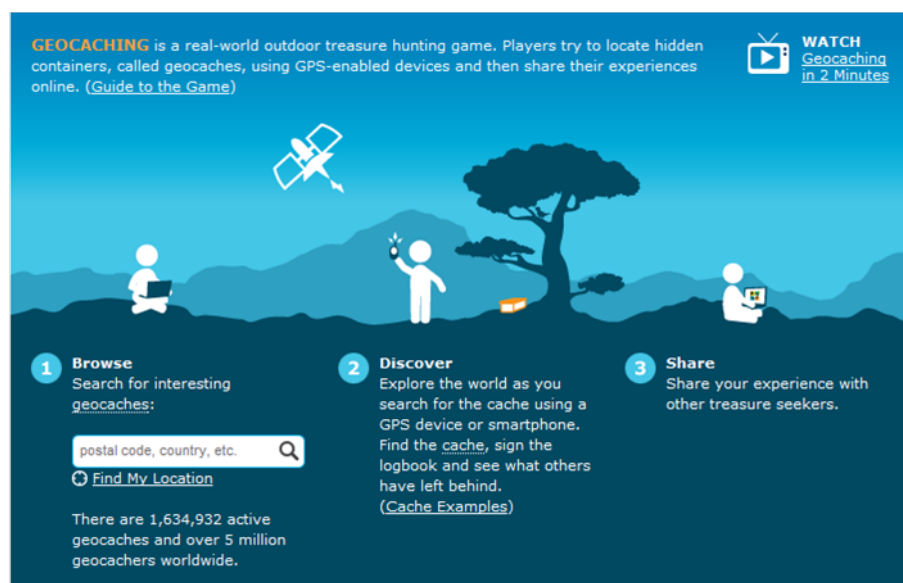 GEOCACHING is a real-world outdoor treasure hunting game. Players try to locate hidden
containers, called geocaches, using GPS-enabled devices and then share their experiences
online. (Guide to the Game)
WATCH
Geocaching
in 2 Minutes
1 Browse
Search for interesting
geocaches:
postal code, country, etc.
Find My Location
There are 1,634,932 active
geocaches and over 5 million
geocachers worldwide.
2 Discover
Explore the world as you
search for the cache using a
GPS device or smartphone.
Find the cache, sign the
logbook and see what others
have left behind.
(Cache Examples)
3 Share
Share your experience with
other treasure seekers.